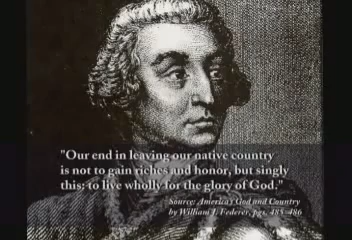 "Our end in leaving our native country
is not to gain riches and honor, but singly
this: to live wholly for the glory of God."
Source: America's God and Country
by William J. Federer, pgs. 485-486